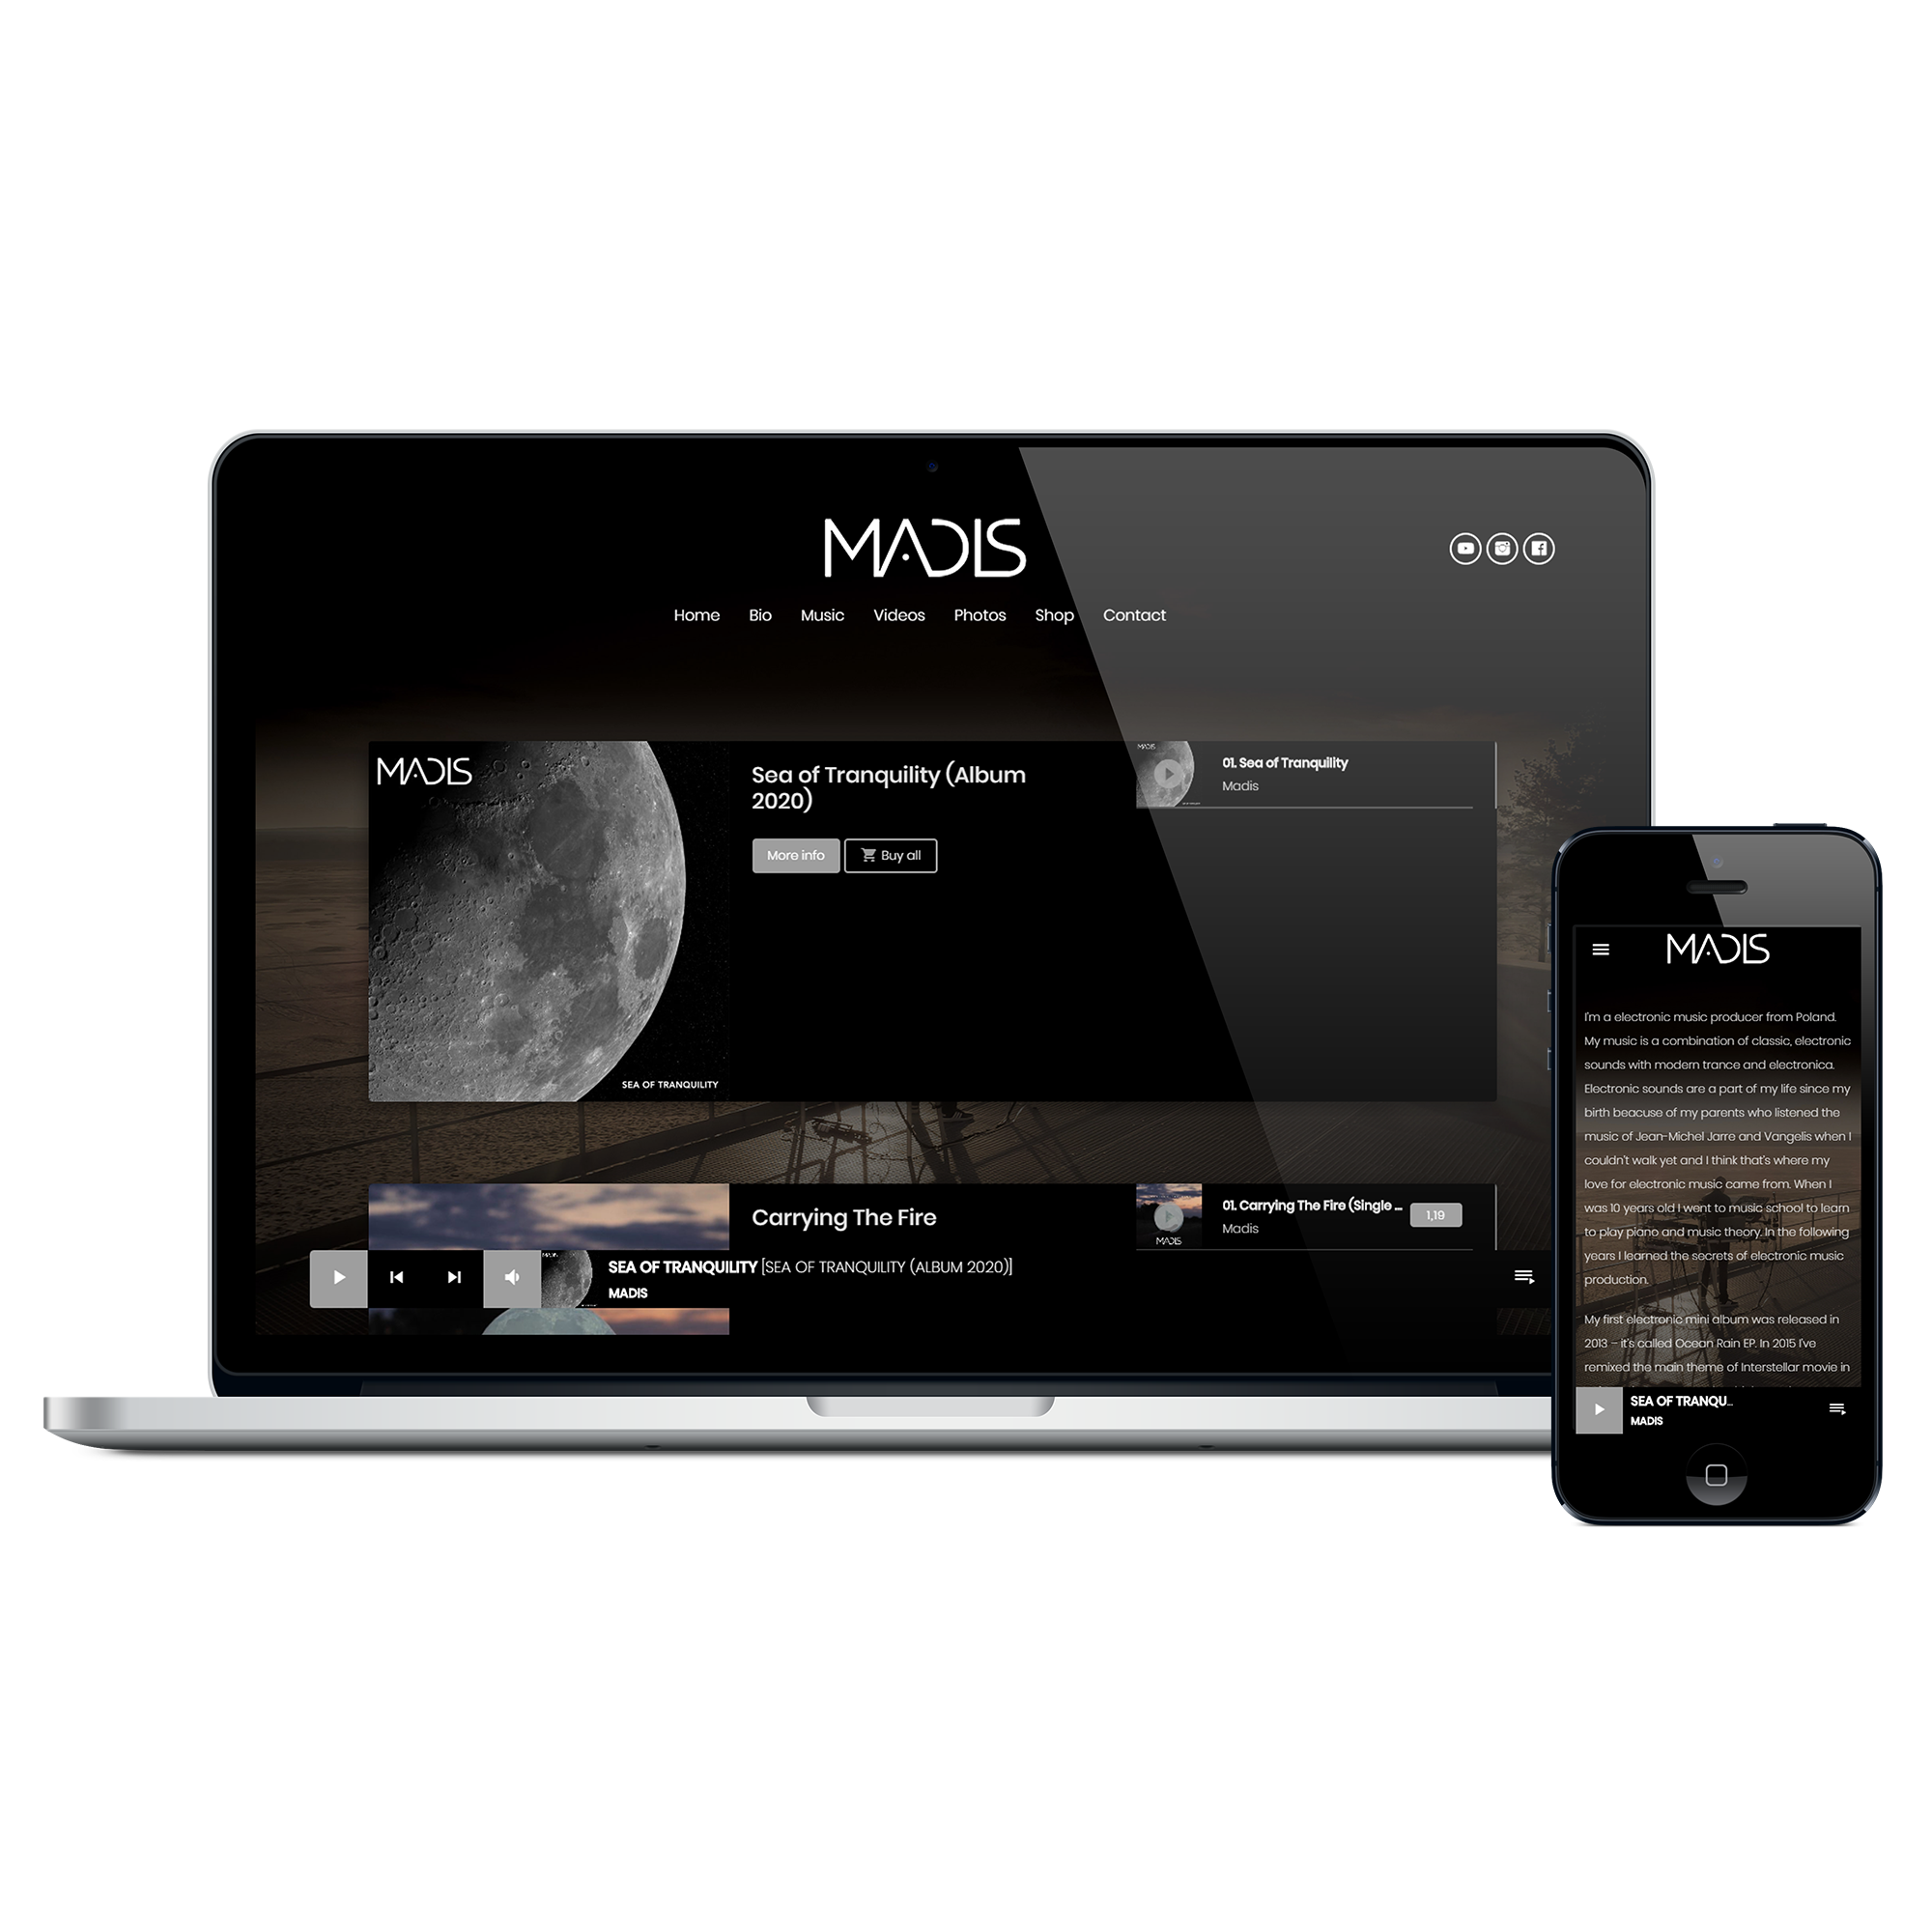 MADIS
Home Bio Music Videos Photos Shop Contact
MADIS
SEA OF TRANQUILITY
Sea of Tranquility (Album
2020)
More info
Buy all
MADIS
01. Sea of Tranquility
Madis
Carrying The Fire
MADIS
01. Carrying The Fire (Single ...
Madis
1,19
SEA OF TRANQUILITY [SEA OF TRANQUILITY (ALBUM 2020)]
MADIS
MADIS
I'm a electronic music producer from Poland.
My music is a combination of classic, electronic
sounds with modern trance and electronica.
Electronic sounds are a part of my life since my
birth beacuse of my parents who listened the
music of Jean-Michel Jarre and Vangelis when I
couldn't walk yet and I think that's where my
love for electronic music came from. When I
was 10 years old I went to music school to learn
to play piano and music theory. In the following
years I learned the secrets of electronic music
production.
My first electronic mini album was released in
2013 – it's called Ocean Rain EP. In 2015 I've
remixed the main theme of Interstellar movie in
SEA OF TRANQU...
MADIS